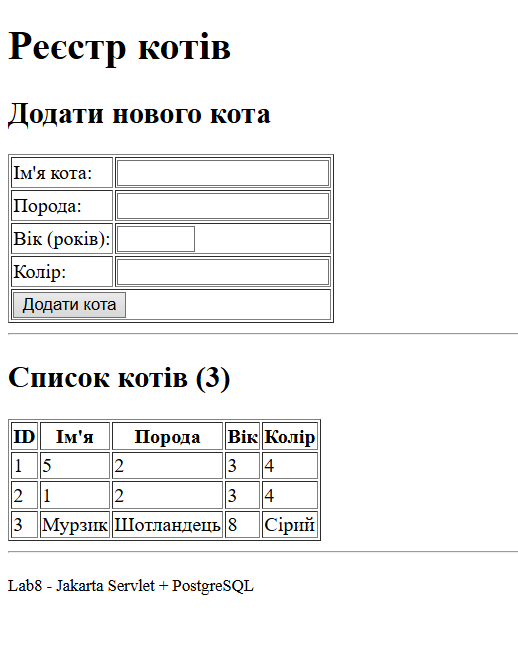 Реєстр котів
Додати нового кота
Ім'я кота:
Порода:
Вік (років):
Колір:
Додати кота
Список котів (3)
ID Ім'я Порода Вік Колір
1 5 2 3 4
2 1 2 3 4
3 Мурзик Шотландець 8 Сірий
Lab8 - Jakarta Servlet + PostgreSQL